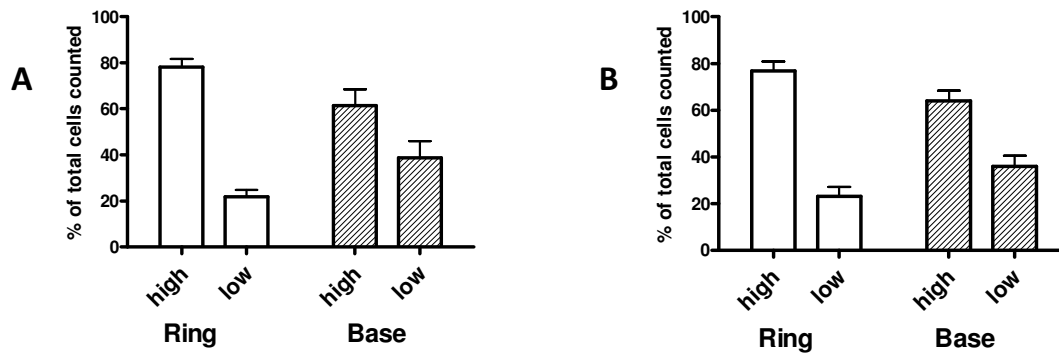 A
% of total cells counted
100
80
60
40
20
0
high
low
high
low
Ring
Base
B
% of total cells counted
100
80
60
40
20
0
high
low
high
low
Ring
Base